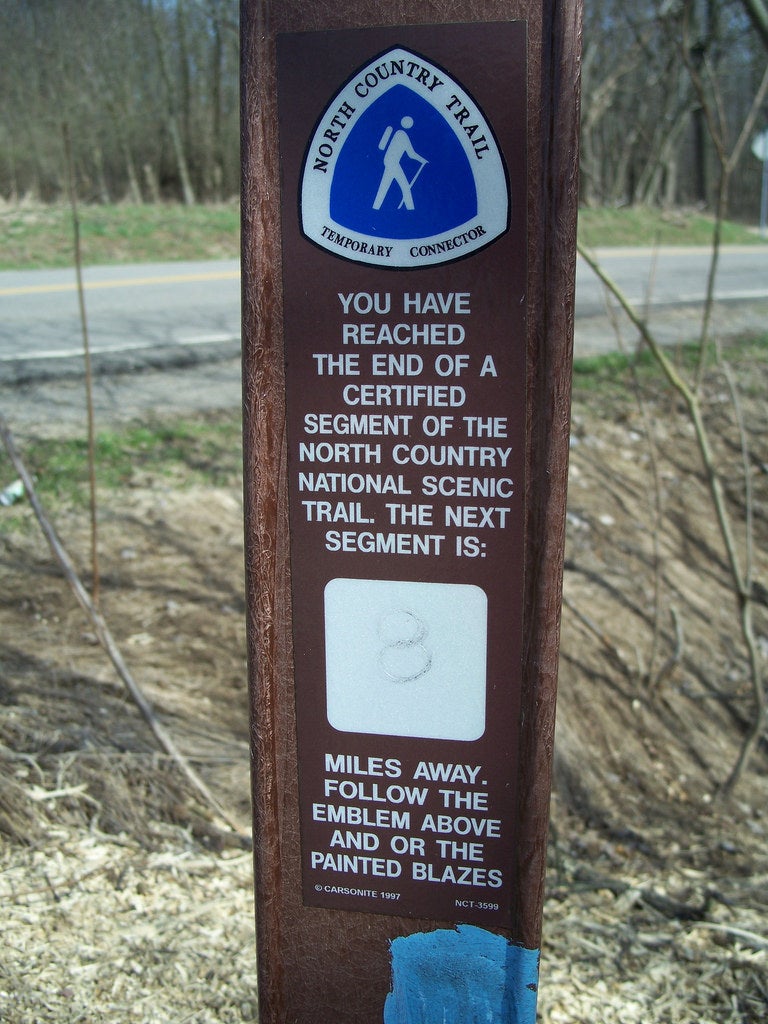 NORTH COUNTRY TRAIL
TEMPORARY CONNECTOR
YOU HAVE
REACHED
THE END OF A
CERTIFIED
SEGMENT OF THE
NORTH COUNTRY
NATIONAL SCENIC
TRAIL. THE NEXT
SEGMENT IS:
8
MILES AWAY.
FOLLOW THE
EMBLEM ABOVE
AND OR THE
PAINTED BLAZES
© CARSONITE 1997 NCT-3599